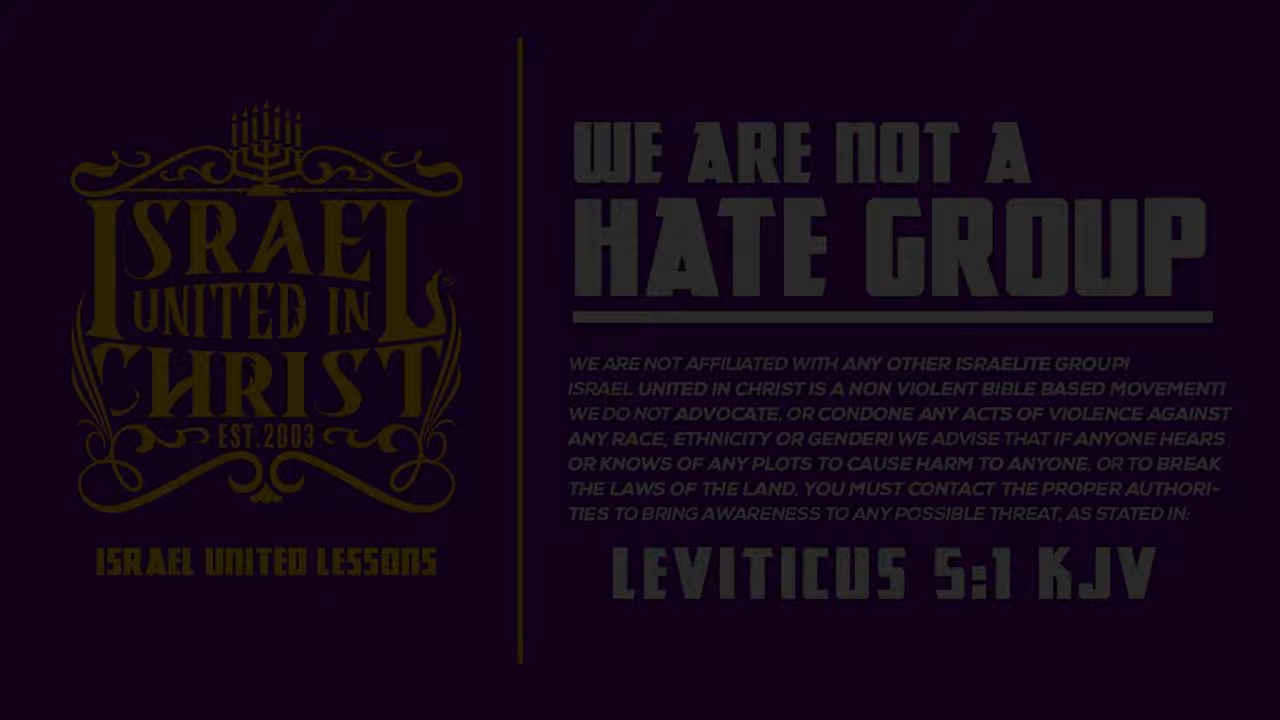 ISRAEL
UNITED IN
CHRIST
EST.2003
ISRAEL UNITED LESSONS
WE ARE NOT A
HATE GROUP
WE ARE NOT AFFILIATED WITH ANY OTHER ISRAELITE GROUP!
ISRAEL UNITED IN CHRIST IS A NON VIOLENT BIBLE BASED MOVEMENT!
WE DO NOT ADVOCATE, OR CONDONE ANY ACTS OF VIOLENCE AGAINST
ANY RACE, ETHNICITY OR GENDER! WE ADVISE THAT IF ANYONE HEARS
OR KNOWS OF ANY PLOTS TO CAUSE HARM TO ANYONE, OR TO BREAK
THE LAWS OF THE LAND, YOU MUST CONTACT THE PROPER AUTHORI-
TIES TO BRING AWARENESS TO ANY POSSIBLE THREAT, AS STATED IN:
LEVITICUS 5:1 KJV